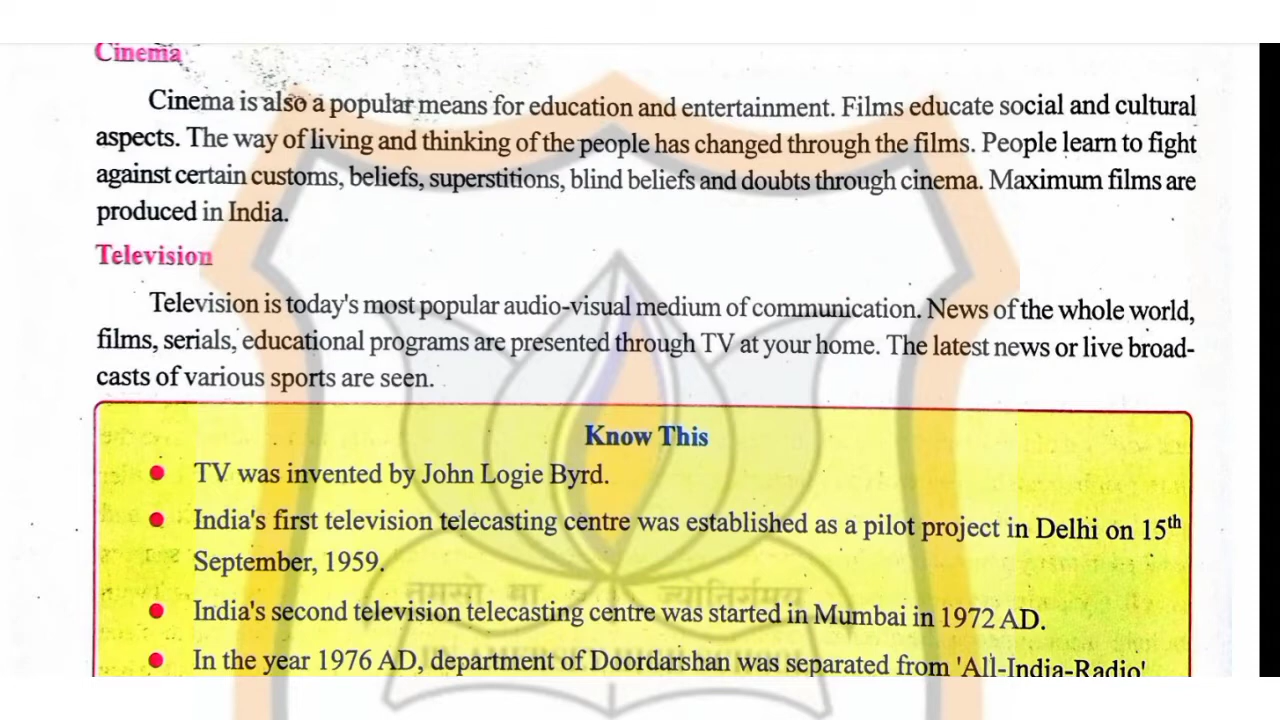 Cinema
Cinema is also a popular means for education and entertainment. Films educate social and cultural
aspects. The way of living and thinking of the people has changed through the films. People learn to fight
against certain customs, beliefs, superstitions, blind beliefs and doubts through cinema. Maximum films are
produced in India.
Television
Television is today's most popular audio-visual medium of communication. News of the whole world,
films, serials, educational programs are presented through TV at your home. The latest news or live broad-
casts of various sports are seen.
Know This
TV was invented by John Logie Byrd.
India's first television telecasting centre was established as a pilot project in Delhi on 15th
September, 1959.
तमसो मा ज्योतिर्गमय
India's second television telecasting centre was started in Mumbai in 1972 AD.
In the year 1976 AD, department of Doordarshan was separated from 'All-India-Radio'